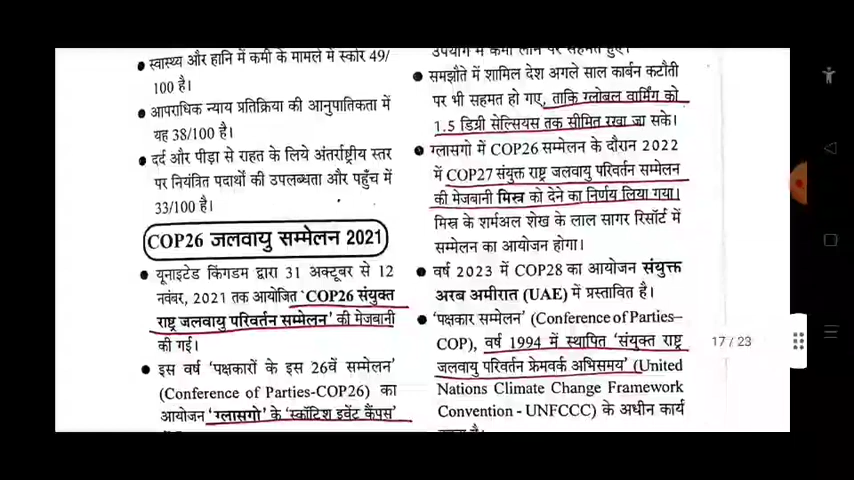 स्वास्थ्य और हानि में कमी के मामले में स्कोर 49/
100 है।
आपराधिक न्याय प्रतिक्रिया की आनुपातिकता में
यह 38/100 है।
दर्द और पीड़ा से राहत के लिये अंतर्राष्ट्रीय स्तर
पर नियंत्रित पदार्थों की उपलब्धता और पहुँच में
33/100 है।
COP26 जलवायु सम्मेलन 2021
यूनाइटेड किंगडम द्वारा 31 अक्टूबर से 12
नवंबर, 2021 तक आयोजित 'COP26 संयुक्त
राष्ट्र जलवायु परिवर्तन सम्मेलन' की मेजबानी
की गई।
इस वर्ष 'पक्षकारों के इस 26वें सम्मेलन'
(Conference of Parties-COP26) का
आयोजन 'ग्लासगो' के 'स्कॉटिश इवेंट कैंपस'
उपयोग में कमी लाने पर सहमत हुए।
समझौते में शामिल देश अगले साल कार्बन कटौती
पर भी सहमत हो गए, ताकि ग्लोबल वार्मिंग को
1.5 डिग्री सेल्सियस तक सीमित रखा जा सके।
ग्लासगो में COP26 सम्मेलन के दौरान 2022
में COP27 संयुक्त राष्ट्र जलवायु परिवर्तन सम्मेलन
की मेजबानी मिस्र को देने का निर्णय लिया गया।
मिस्र के शर्मअल शेख के लाल सागर रिसॉर्ट में
सम्मेलन का आयोजन होगा।
वर्ष 2023 में COP28 का आयोजन संयुक्त
अरब अमीरात (UAE) में प्रस्तावित है।
'पक्षकार सम्मेलन' (Conference of Parties–
COP), वर्ष 1994 में स्थापित 'संयुक्त राष्ट्र
जलवायु परिवर्तन फ्रेमवर्क अभिसमय' (United
Nations Climate Change Framework
Convention - UNFCCC) के अधीन कार्य
17 / 23